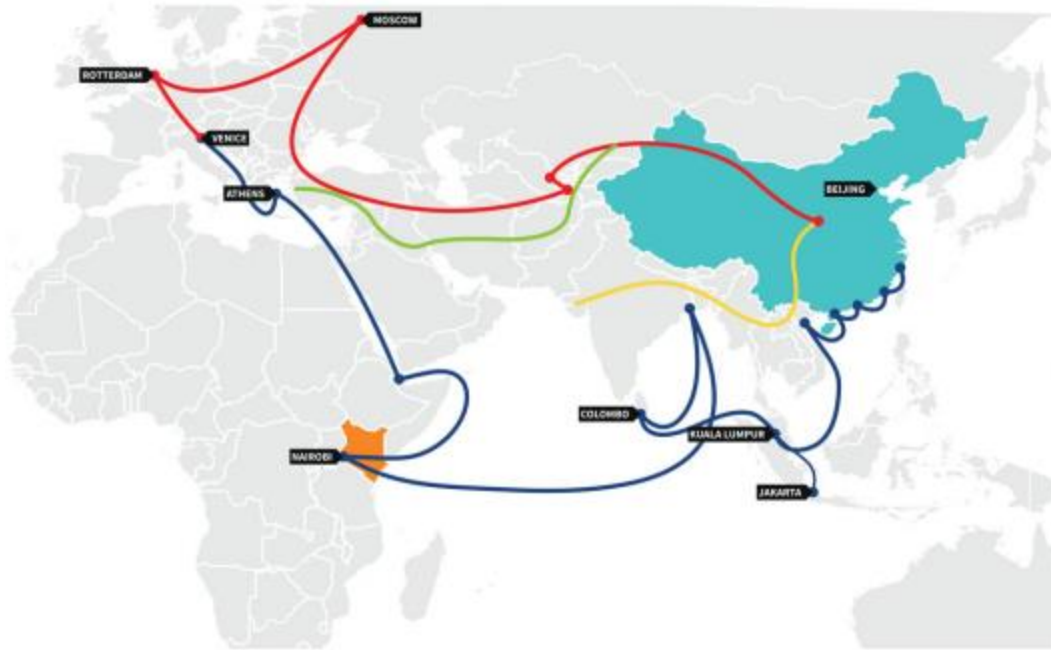 MOSCOW
ROTTERDAM
VENICE
ATHENS
BEIJING
COLOMBO
KUALA LUMPUR
NAIROBI
JAKARTA